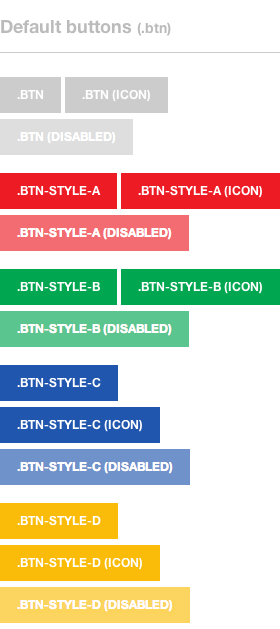 Default buttons (.btn)
.BTN .BTN (ICON)
.BTN (DISABLED)
.BTN-STYLE-A .BTN-STYLE-A (ICON)
.BTN-STYLE-A (DISABLED)
.BTN-STYLE-B .BTN-STYLE-B (ICON)
.BTN-STYLE-B (DISABLED)
.BTN-STYLE-C
.BTN-STYLE-C (ICON)
.BTN-STYLE-C (DISABLED)
.BTN-STYLE-D
.BTN-STYLE-D (ICON)
.BTN-STYLE-D (DISABLED)